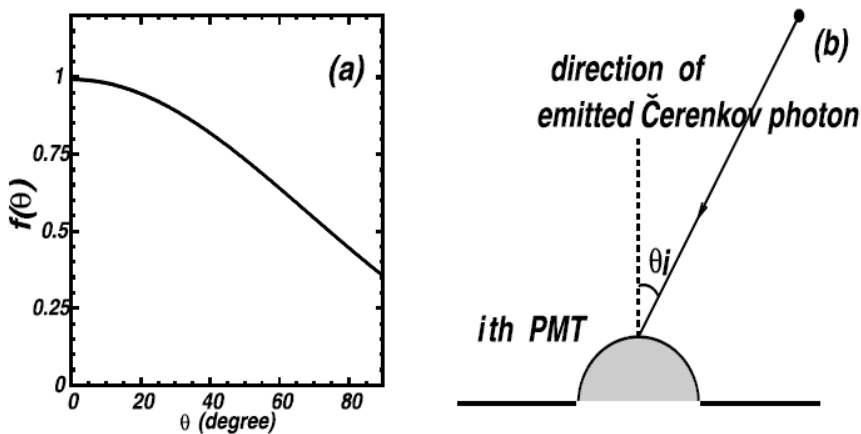 (a)
1
0.75
0.5
0.25
0
f(θ)
0 20 40 60 80
θ (degree)
(b)
direction of
emitted Čerenkov photon
θi
ith PMT